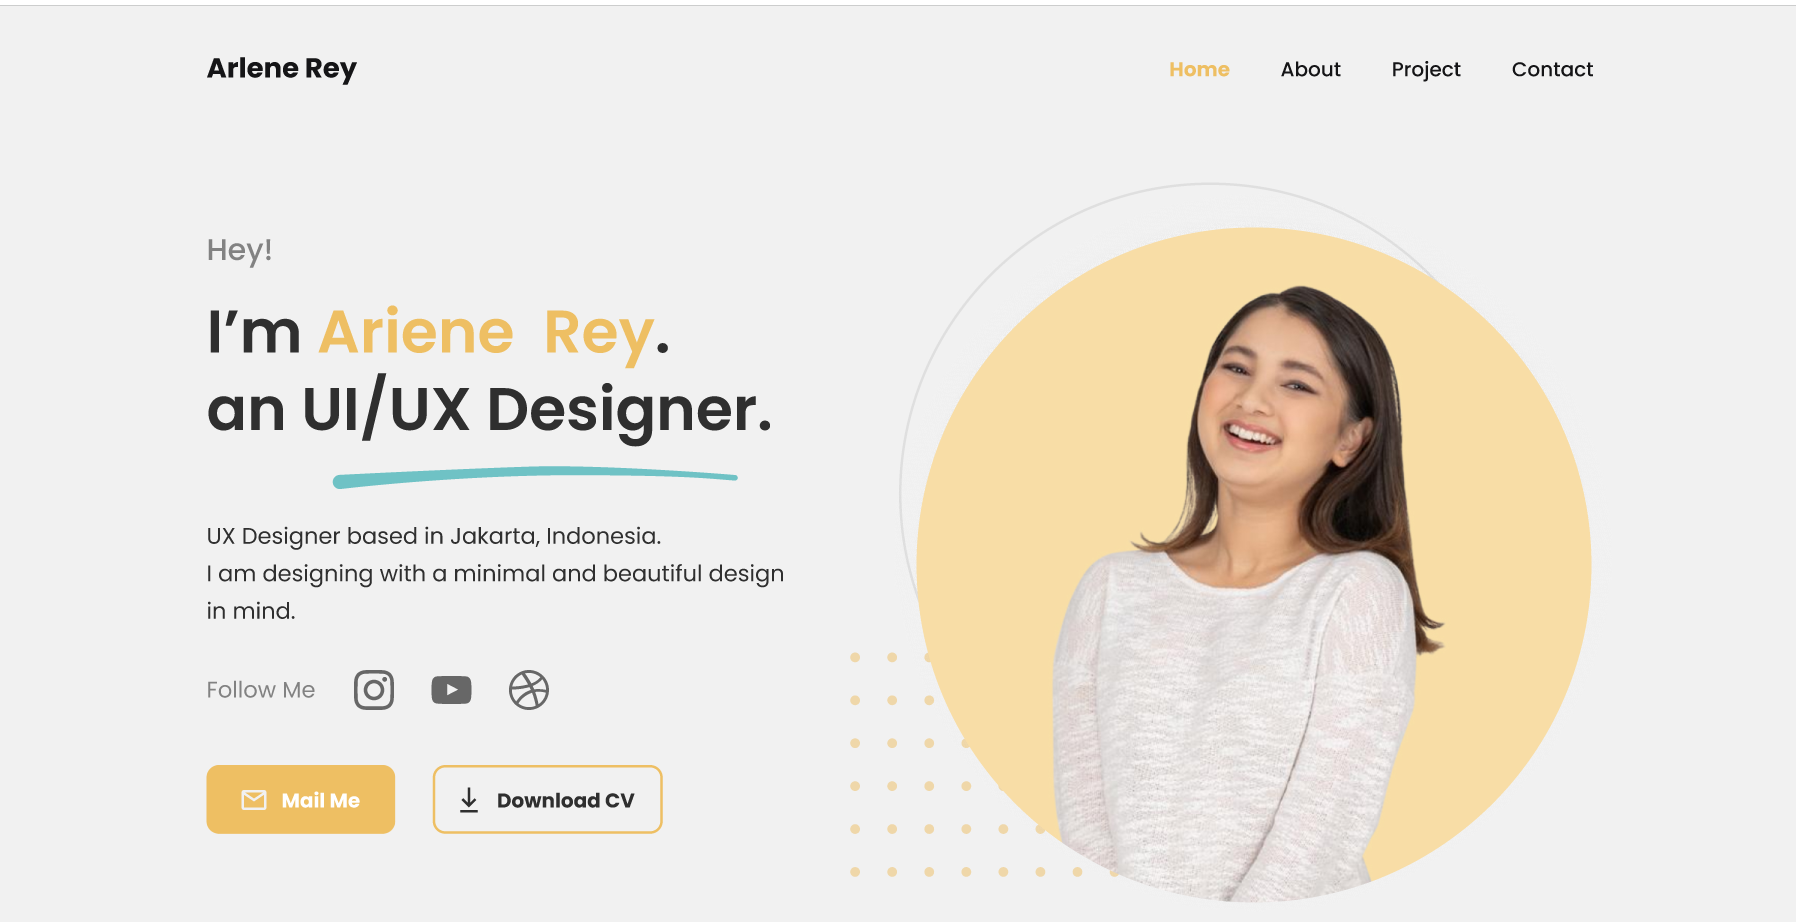 Arlene Rey
Home About Project Contact
Hey!
I’m Ariene Rey.
an UI/UX Designer.
UX Designer based in Jakarta, Indonesia.
I am designing with a minimal and beautiful design
in mind.
Follow Me
Mail Me
Download CV